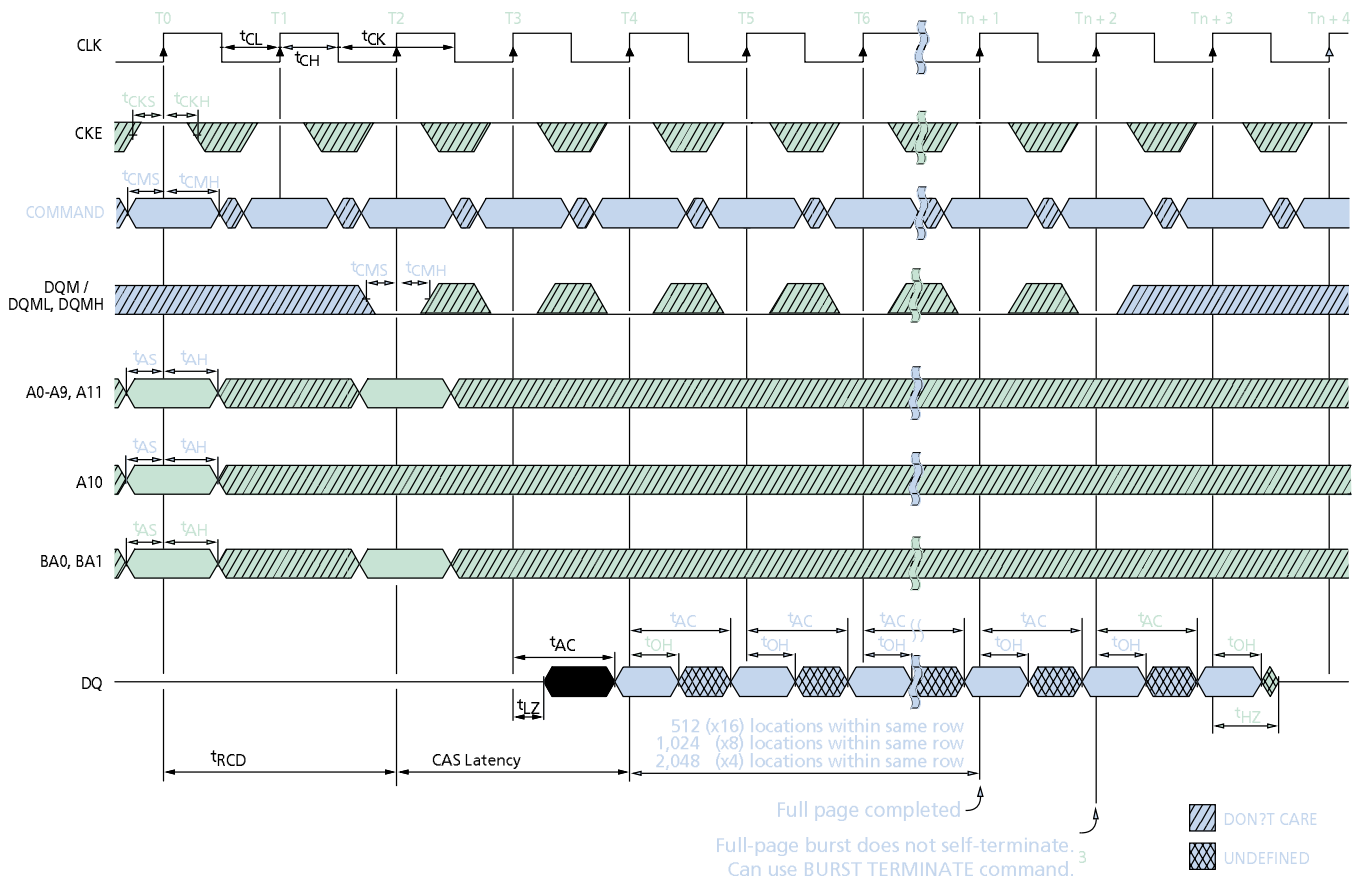 T0 T1 T2 T3 T4 T5 T6 Tn + 1 Tn + 2 Tn + 3 Tn + 4
CLK
tCL tCK
tCH
tCKS tCKH
CKE
tCMS tCMH
COMMAND
tCMS tCMH
DQM /
DQML, DQMH
tAS tAH
A0-A9, A11
tAS tAH
A10
tAS tAH
BA0, BA1
tAC tAC tAC tAC tAC
tAC tOH tOH tOH tOH tOH tOH
DQ
tLZ tHZ
512 (x16) locations within same row
1,024 (x8) locations within same row
2,048 (x4) locations within same row
tRCD CAS Latency
Full page completed
DON?T CARE
Full-page burst does not self-terminate.
Can use BURST TERMINATE command. 3
UNDEFINED